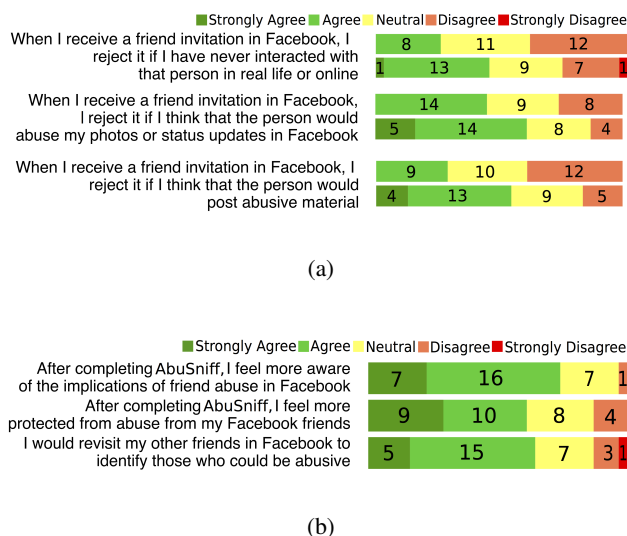 Strongly Agree Agree Neutral Disagree Strongly Disagree
When I receive a friend invitation in Facebook, I
reject it if I have never interacted with
that person in real life or online
8 11 12
1 13 9 7 1
When I receive a friend invitation in Facebook,
I reject it if I think that the person would
abuse my photos or status updates in Facebook
14 9 8
5 14 8 4
When I receive a friend invitation in Facebook, I
reject it if I think that the person would
post abusive material
9 10 12
4 13 9 5
(a)
Strongly Agree Agree Neutral Disagree Strongly Disagree
After completing AbuSniff, I feel more aware
of the implications of friend abuse in Facebook
7 16 7 1
After completing AbuSniff, I feel more
protected from abuse from my Facebook friends
9 10 8 4
I would revisit my other friends in Facebook to
identify those who could be abusive
5 15 7 3 1
(b)